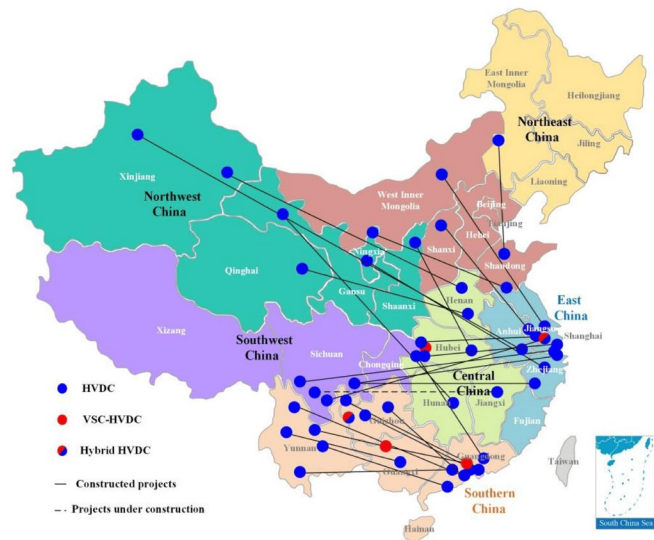 East Inner
Mongolia
Heilongjiang
Northeast
China
Jiling
Liaoning
Xinjiang
Northwest
China
West Inner
Mongolia
Beijing
Tianjing
Hebei
Ningxia
Shanxi
Shandong
Qinghai
Gansu
Shaanxi
Henan
East
China
Jiangsu
Anhui
Shanghai
Xizang
Southwest
China
Sichuan
Hubei
Chongqing
Zhejiang
Central
China
Hunan
Jiangxi
HVDC
VSC-HVDC
Hybrid HVDC
Constructed projects
Projects under construction
Guizhou
Fujian
Yunnan
Guangxi
Guangdong
Taiwan
Southern
China
Hainan
South China Sea